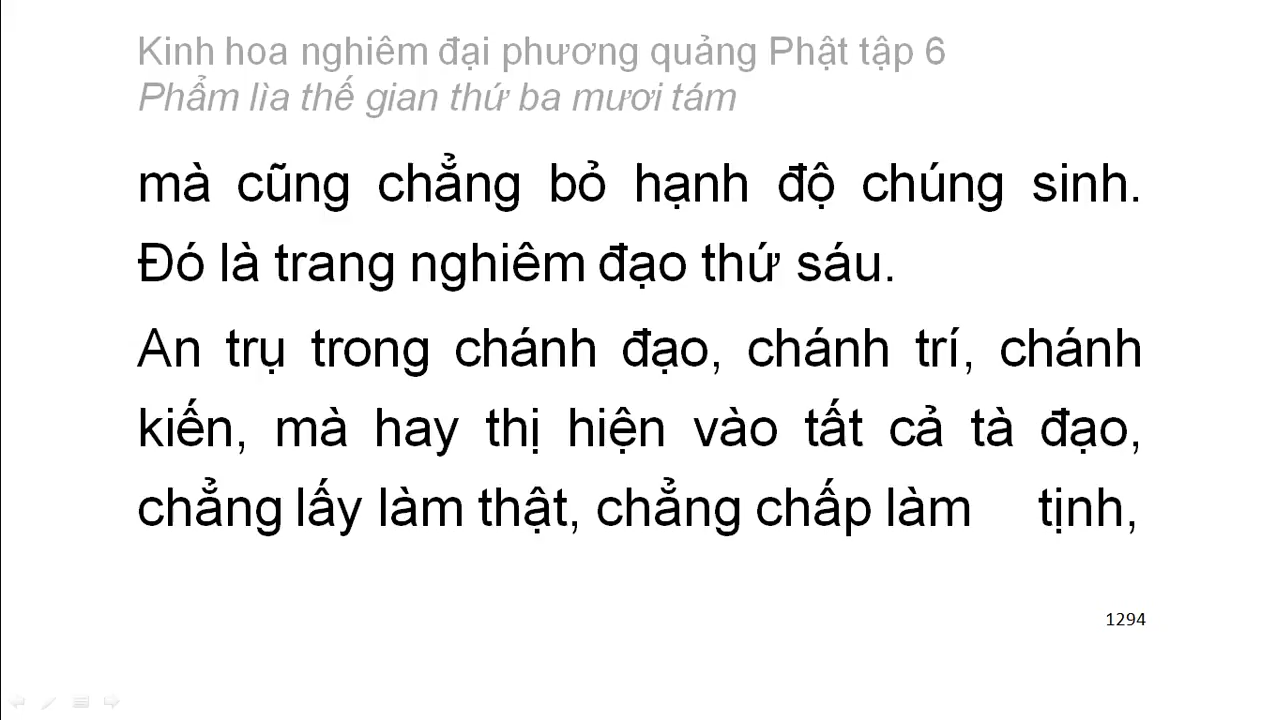 Kinh hoa nghiêm đại phương quảng Phật tập 6
Phẩm lìa thế gian thứ ba mươi tám
mà cũng chẳng bỏ hạnh độ chúng sinh.
Đó là trang nghiêm đạo thứ sáu.
An trụ trong chánh đạo, chánh trí, chánh
kiến, mà hay thị hiện vào tất cả tà đạo,
chẳng lấy làm thật, chẳng chấp làm tịnh,
1294